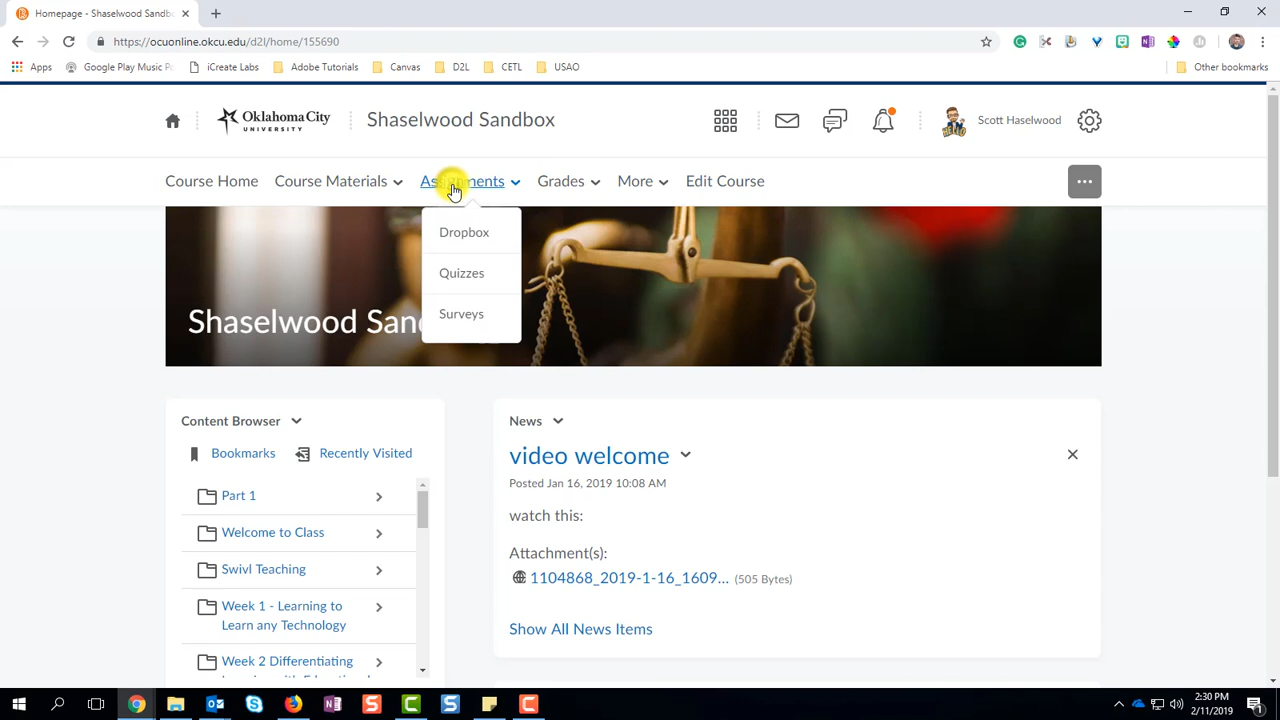 Homepage - Shaselwood Sandbo
https://ocuonline.okcu.edu/d2l/home/155690
Apps
Google Play Music
iCreate Labs
Adobe Tutorials
Canvas
D2L
CETL
USAO
Other bookmarks
Oklahoma City
UNIVERSITY
Shaselwood Sandbox
HELLO
Scott Haselwood
Course Home
Course Materials
Assignments
Grades
More
Edit Course
Dropbox
Quizzes
Surveys
Shaselwood San
Content Browser
Bookmarks
Recently Visited
Part 1
Welcome to Class
Swivl Teaching
Week 1 - Learning to
Learn any Technology
Week 2 Differentiating
News
video welcome
Posted Jan 16, 2019 10:08 AM
watch this:
Attachment(s):
1104868_2019-1-16_1609... (505 Bytes)
Show All News Items
2:30 PM
2/11/2019